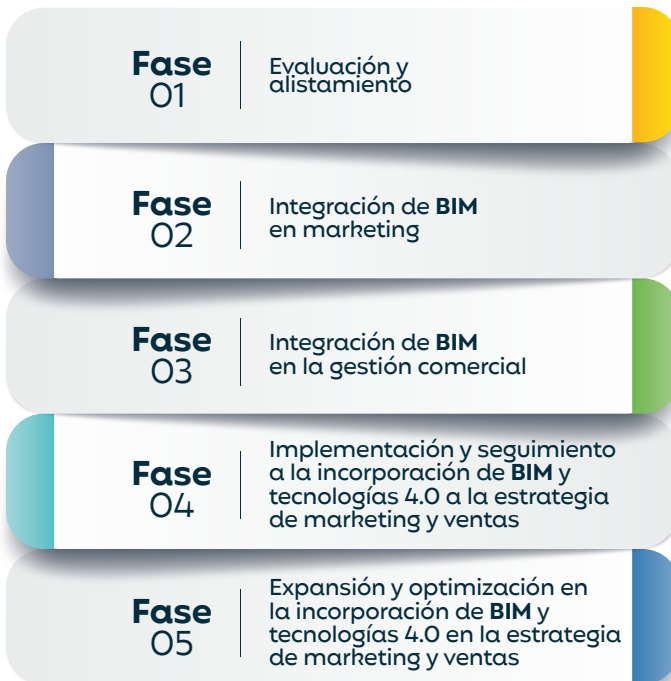 Fase
01
Evaluación y
alistamiento
Fase
02
Integración de BIM
en marketing
Fase
03
Integración de BIM
en la gestión comercial
Fase
04
Implementación y seguimiento
a la incorporación de BIM y
tecnologías 4.0 a la estrategia
de marketing y ventas
Fase
05
Expansión y optimización en
la incorporación de BIM y
tecnologías 4.0 en la estrategia
de marketing y ventas